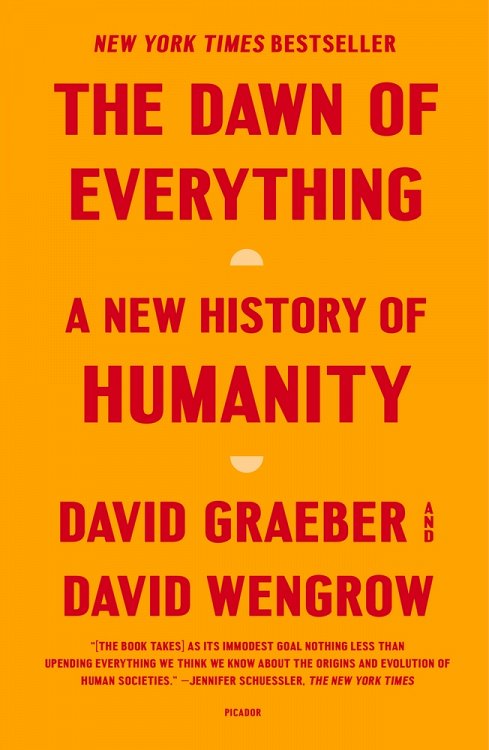 NEW YORK TIMES BESTSELLER
THE DAWN OF
EVERYTHING
A NEW HISTORY OF
HUMANITY
DAVID GRAEBER AND
DAVID WENGROW
“[THE BOOK TAKES] AS ITS IMMODEST GOAL NOTHING LESS THAN
UPENDING EVERYTHING WE THINK WE KNOW ABOUT THE ORIGINS AND EVOLUTION OF
HUMAN SOCIETIES.” —JENNIFER SCHUESSLER, THE NEW YORK TIMES
PICADOR